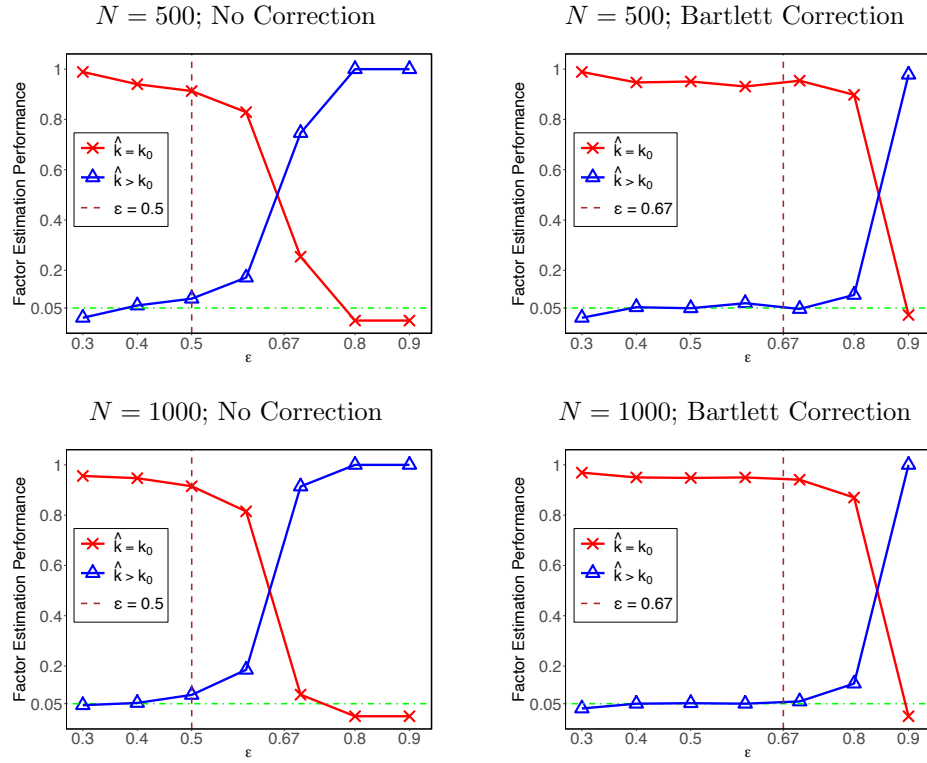 N = 500; No Correction
Factor Estimation Performance
1
0.8
0.6
0.4
0.2
0.05
k̂ = k₀
k̂ > k₀
ε = 0.5
0.3 0.4 0.5 0.67 0.8 0.9
ε
N = 500; Bartlett Correction
Factor Estimation Performance
1
0.8
0.6
0.4
0.2
0.05
k̂ = k₀
k̂ > k₀
ε = 0.67
0.3 0.4 0.5 0.67 0.8 0.9
ε
N = 1000; No Correction
Factor Estimation Performance
1
0.8
0.6
0.4
0.2
0.05
k̂ = k₀
k̂ > k₀
ε = 0.5
0.3 0.4 0.5 0.67 0.8 0.9
ε
N = 1000; Bartlett Correction
Factor Estimation Performance
1
0.8
0.6
0.4
0.2
0.05
k̂ = k₀
k̂ > k₀
ε = 0.67
0.3 0.4 0.5 0.67 0.8 0.9
ε